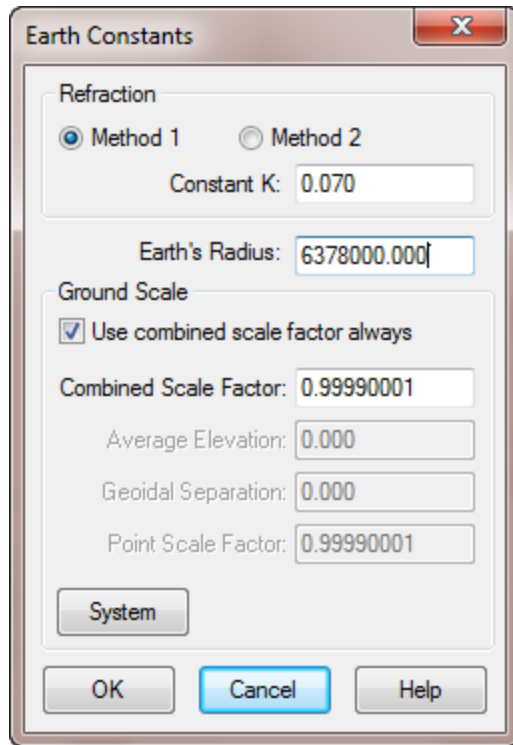 Earth Constants
X
Refraction
Method 1 Method 2
Constant K: 0.070
Earth's Radius: 6378000.000
Ground Scale
Use combined scale factor always
Combined Scale Factor: 0.99990001
Average Elevation: 0.000
Geoidal Separation: 0.000
Point Scale Factor: 0.99990001
System
OK Cancel Help